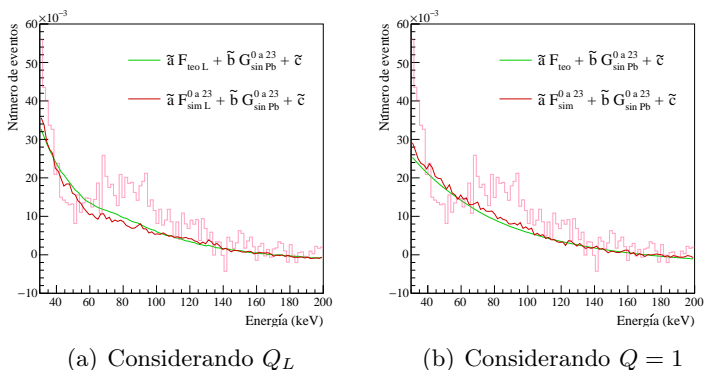 ×10⁻³
60
50
40
30
20
10
0
−10
Número de eventos
ã F_teo L + b̃ G^0 a 23_sin Pb + c̃
ã F^0 a 23_sim L + b̃ G^0 a 23_sin Pb + c̃
40 60 80 100 120 140 160 180 200
Energía (keV)
(a) Considerando Q_L
×10⁻³
60
50
40
30
20
10
0
−10
Número de eventos
ã F_teo + b̃ G^0 a 23_sin Pb + c̃
ã F^0 a 23_sim + b̃ G^0 a 23_sin Pb + c̃
40 60 80 100 120 140 160 180 200
Energía (keV)
(b) Considerando Q = 1